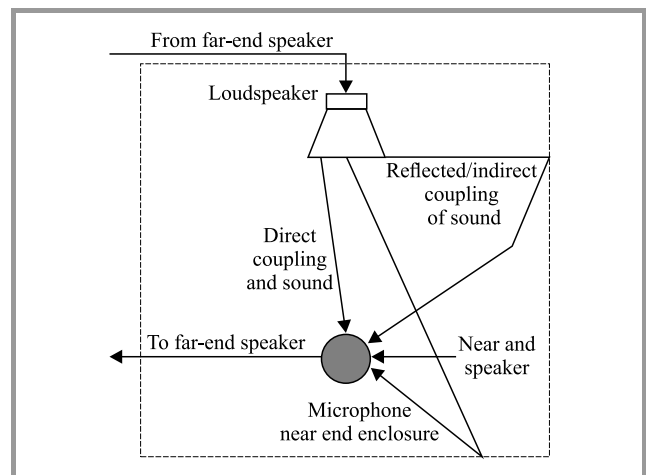 From far-end speaker
Loudspeaker
Reflected/indirect
coupling
of sound
Direct
coupling
and sound
To far-end speaker
Near and
speaker
Microphone
near end enclosure